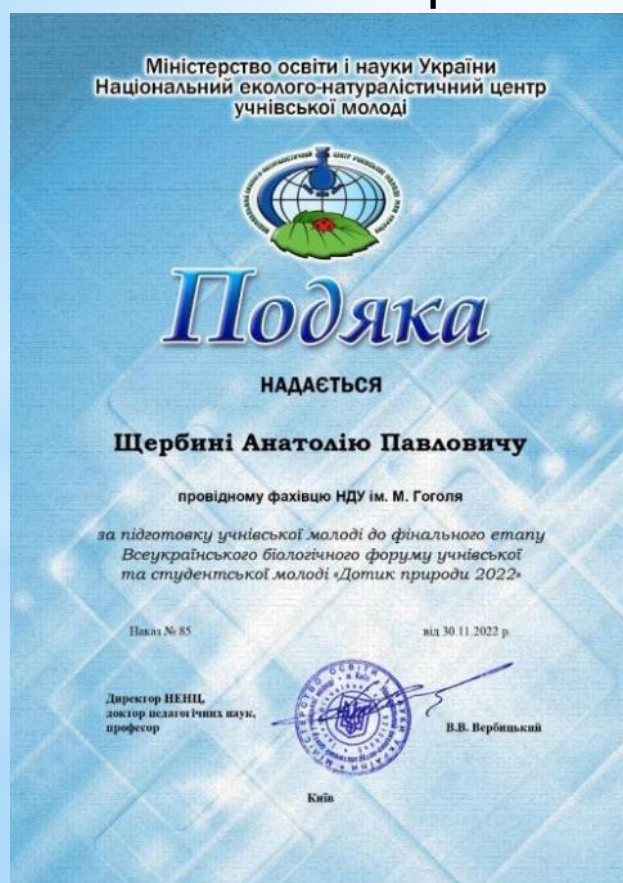 Міністерство освіти і науки України
Національний еколого-натуралістичний центр
учнівської молоді
Подяка
НАДАЄТЬСЯ
Щербині Анатолію Павловичу
провідному фахівцю НДУ ім. М. Гоголя
за підготовку учнівської молоді до фінального етапу
Всеукраїнського біологічного форуму учнівської
та студентської молоді «Дотик природи 2022»
Наказ № 85
від 30.11.2022 р.
Директор НЕНЦ,
доктор педагогічних наук,
професор
В.В. Вербицький
Київ